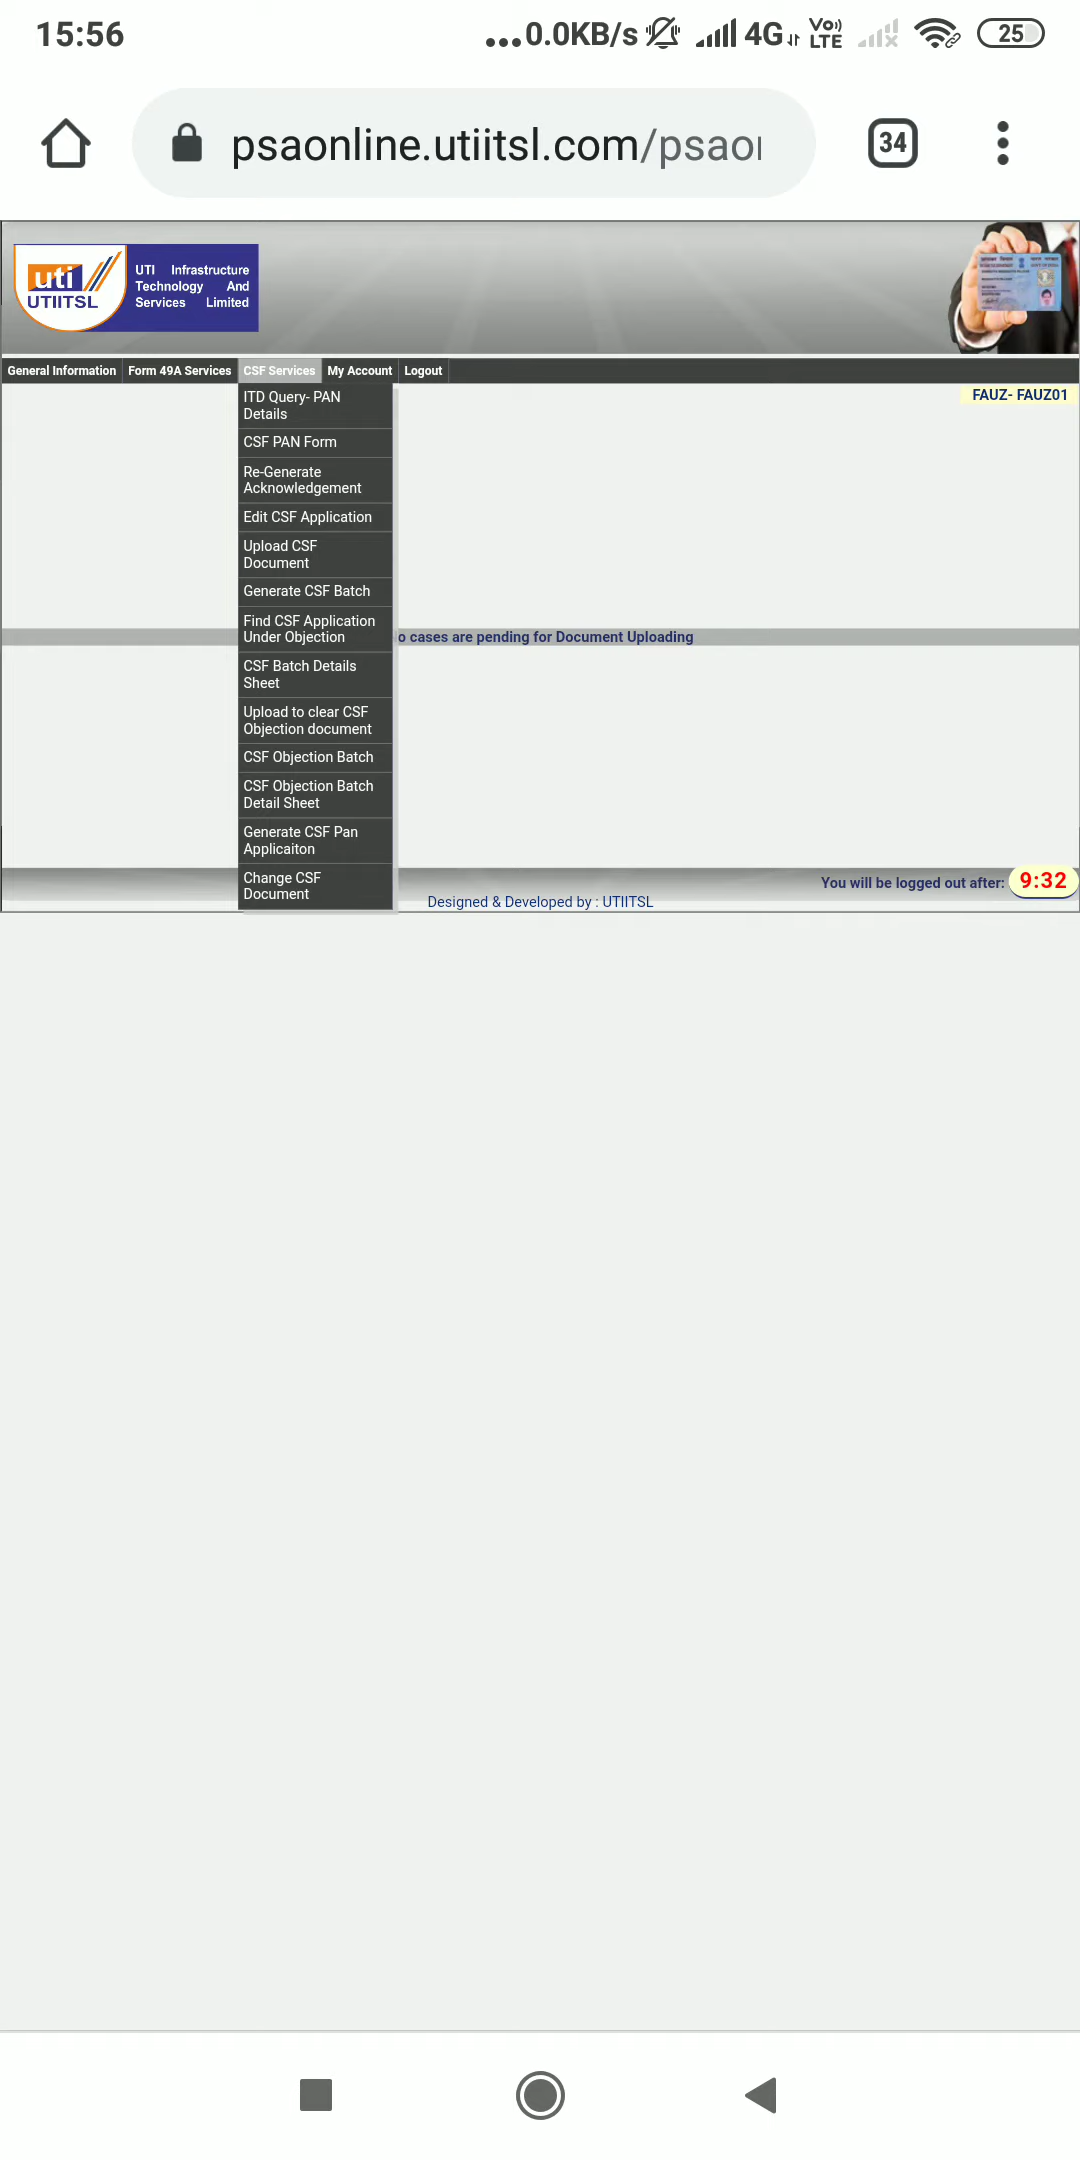 15:56
...0.0KB/s 4G Vo)) LTE 25
psaonline.utiitsl.com/psao
34
uti
UTIITSL
UTI Infrastructure
Technology And
Services Limited
General Information Form 49A Services CSF Services My Account Logout
FAUZ- FAUZ01
ITD Query- PAN
Details
CSF PAN Form
Re-Generate
Acknowledgement
Edit CSF Application
Upload CSF
Document
Generate CSF Batch
Find CSF Application
Under Objection
o cases are pending for Document Uploading
CSF Batch Details
Sheet
Upload to clear CSF
Objection document
CSF Objection Batch
CSF Objection Batch
Detail Sheet
Generate CSF Pan
Applicaiton
Change CSF
Document
You will be logged out after: 9:32
Designed & Developed by : UTIITSL